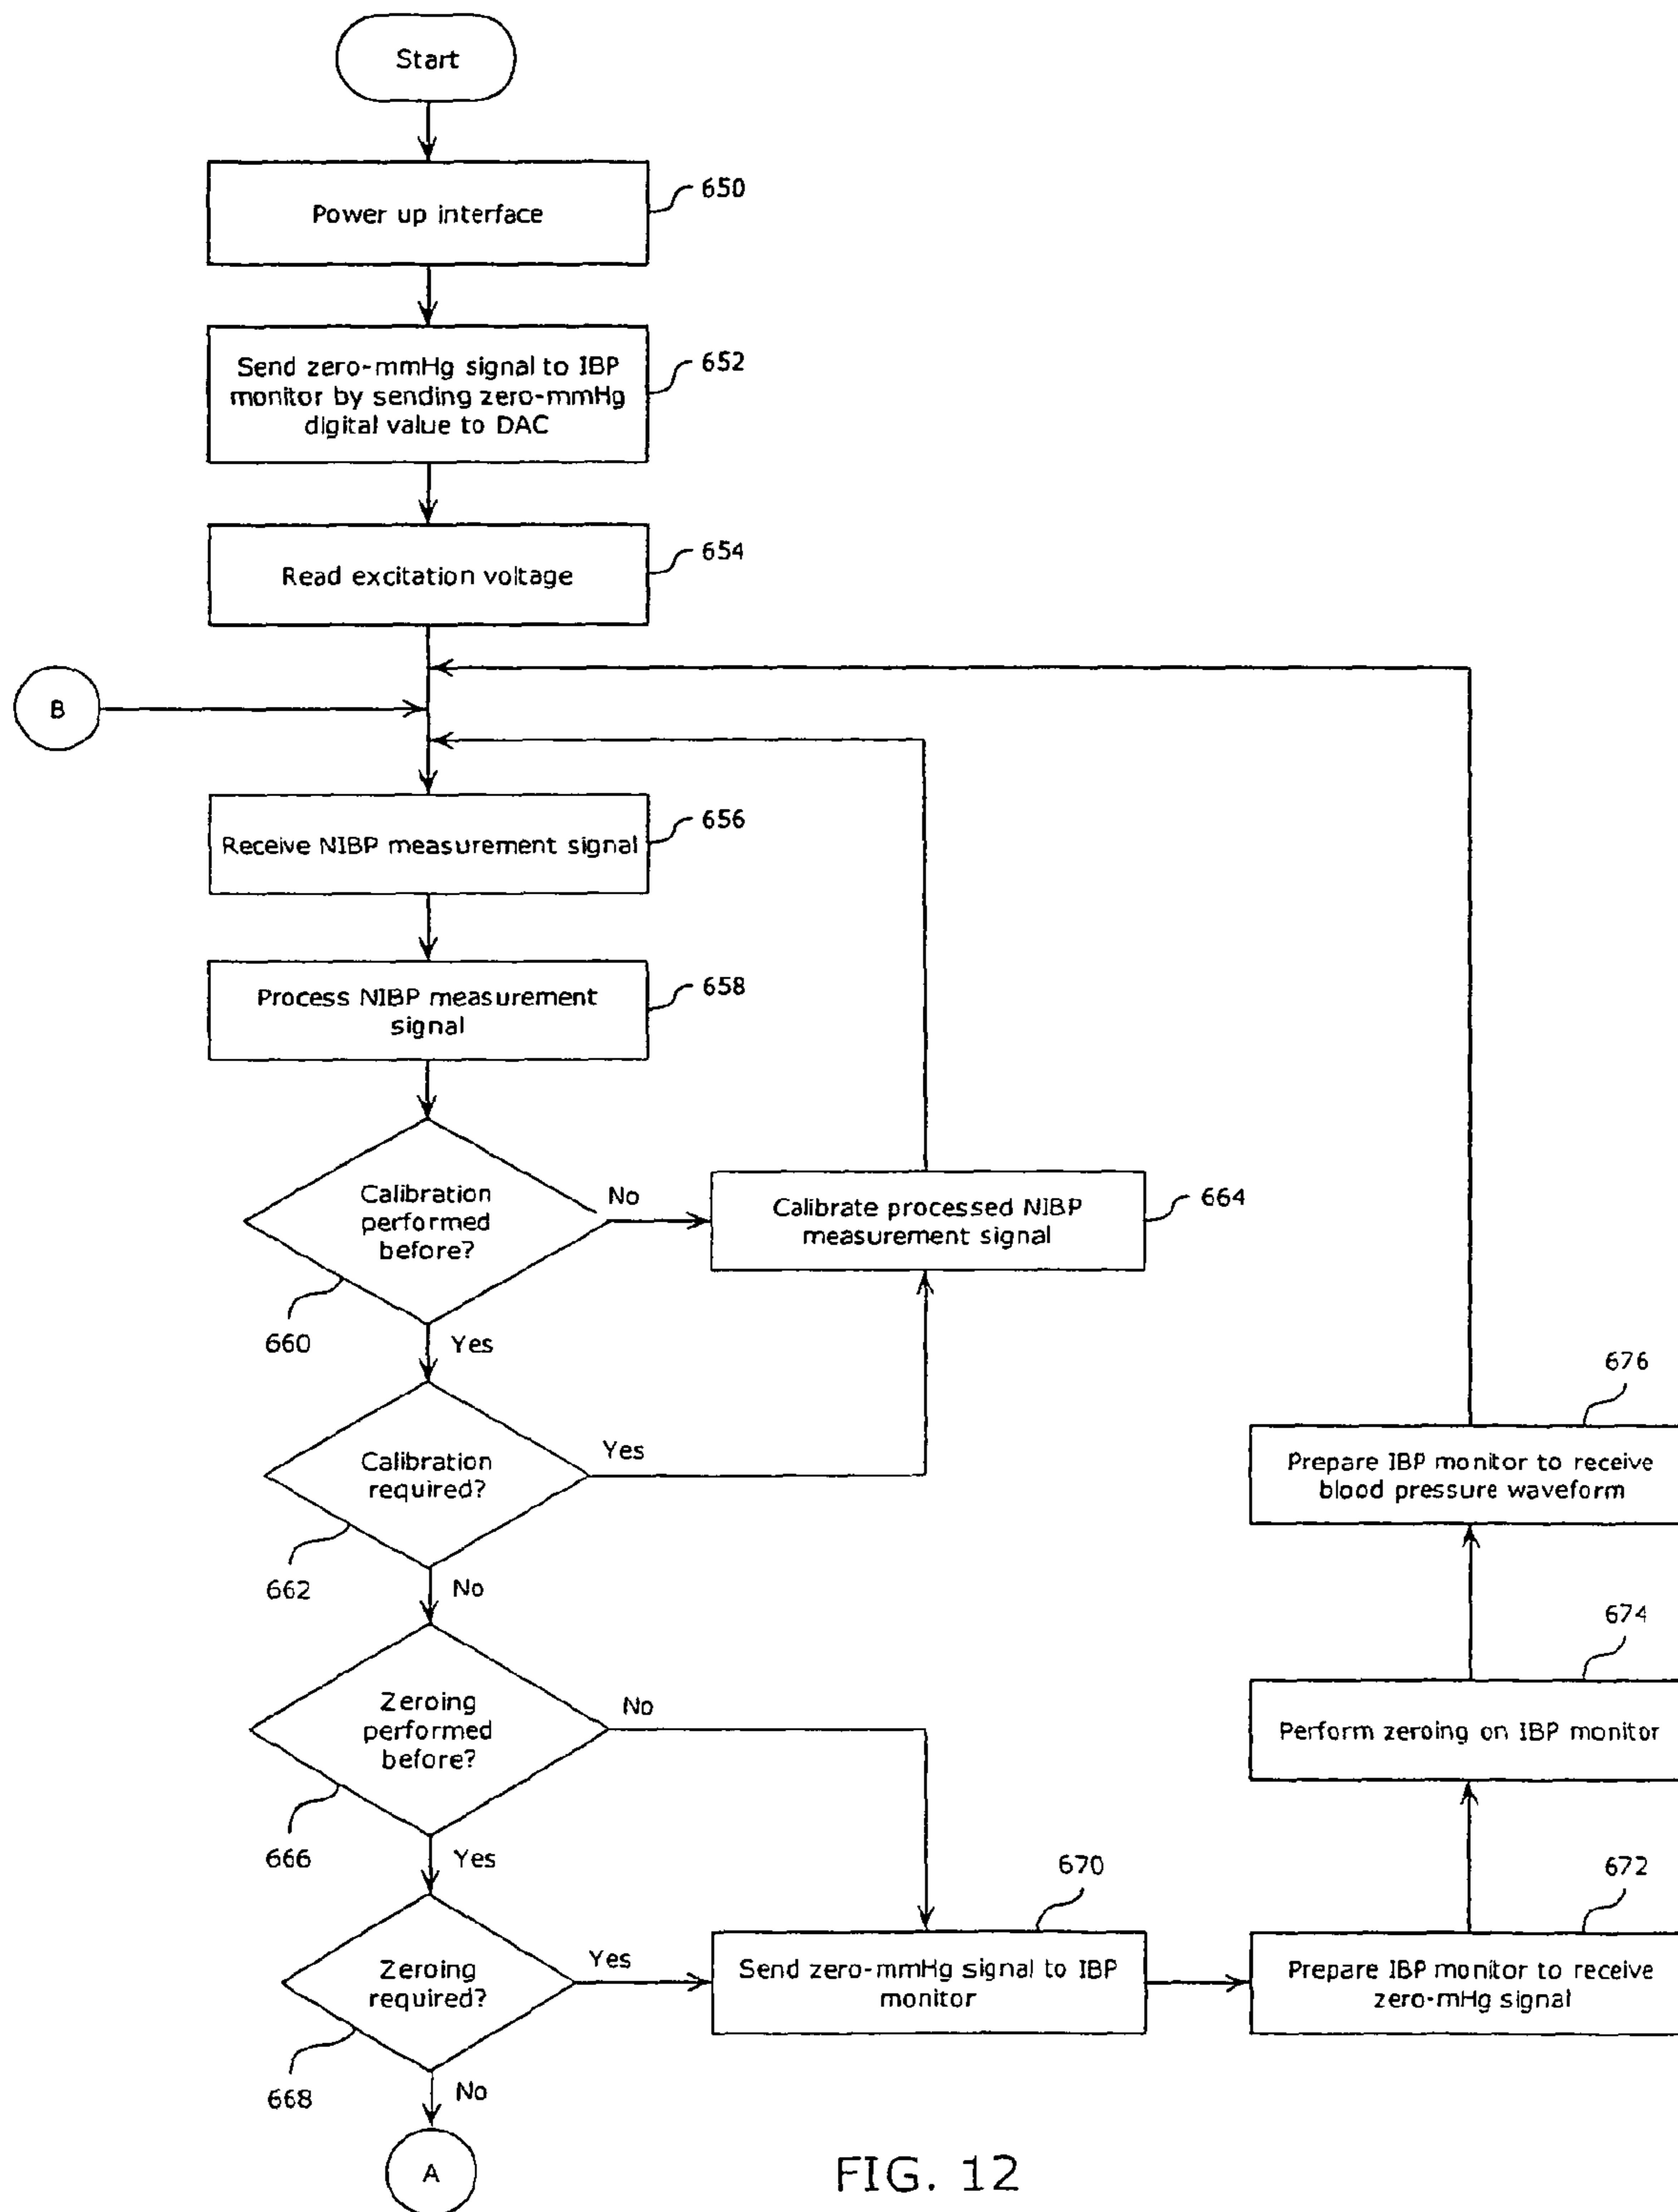 Start
Power up interface
650
Send zero-mmHg signal to IBP
monitor by sending zero-mmHg
digital value to DAC
652
Read excitation voltage
654
B
Receive NIBP measurement signal
656
Process NIBP measurement
signal
658
Calibration
performed
before?
No
660
Yes
Calibrate processed NIBP
measurement signal
664
Calibration
required?
Yes
662
No
Zeroing
performed
before?
No
666
Yes
Zeroing
required?
Yes
668
No
A
Send zero-mmHg signal to IBP
monitor
670
Prepare IBP monitor to receive
zero-mHg signal
672
Perform zeroing on IBP monitor
674
Prepare IBP monitor to receive
blood pressure waveform
676
FIG. 12